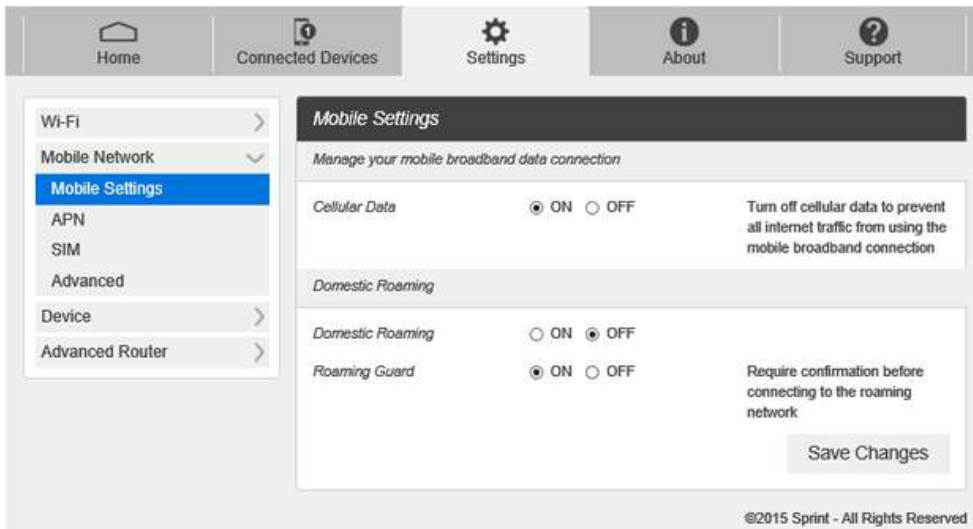 Home
Connected Devices
1
Settings
About
Support
Wi-Fi
Mobile Network
Mobile Settings
APN
SIM
Advanced
Device
Advanced Router
Mobile Settings
Manage your mobile broadband data connection
Cellular Data
ON OFF
Turn off cellular data to prevent
all internet traffic from using the
mobile broadband connection
Domestic Roaming
Domestic Roaming
ON OFF
Roaming Guard
ON OFF
Require confirmation before
connecting to the roaming
network
Save Changes
©2015 Sprint - All Rights Reserved